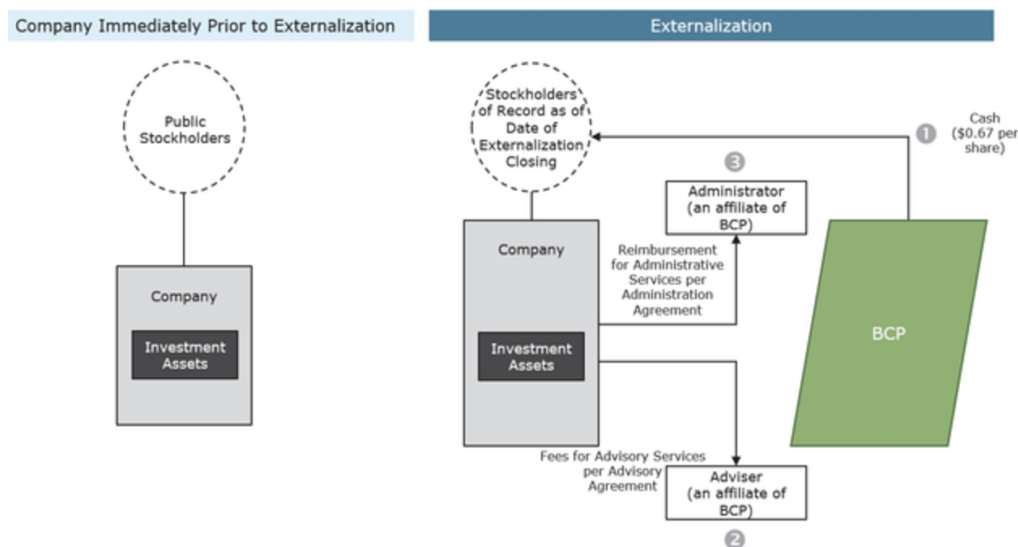 Company Immediately Prior to Externalization
Externalization
Public
Stockholders
Company
Investment
Assets
Stockholders
of Record as of
Date of
Externalization
Closing
1
Cash
($0.67 per
share)
3
Administrator
(an affiliate of
BCP)
Company
Reimbursement
for Administrative
Services per
Administration
Agreement
Investment
Assets
BCP
Fees for Advisory Services
per Advisory
Agreement
Adviser
(an affiliate of
BCP)
2